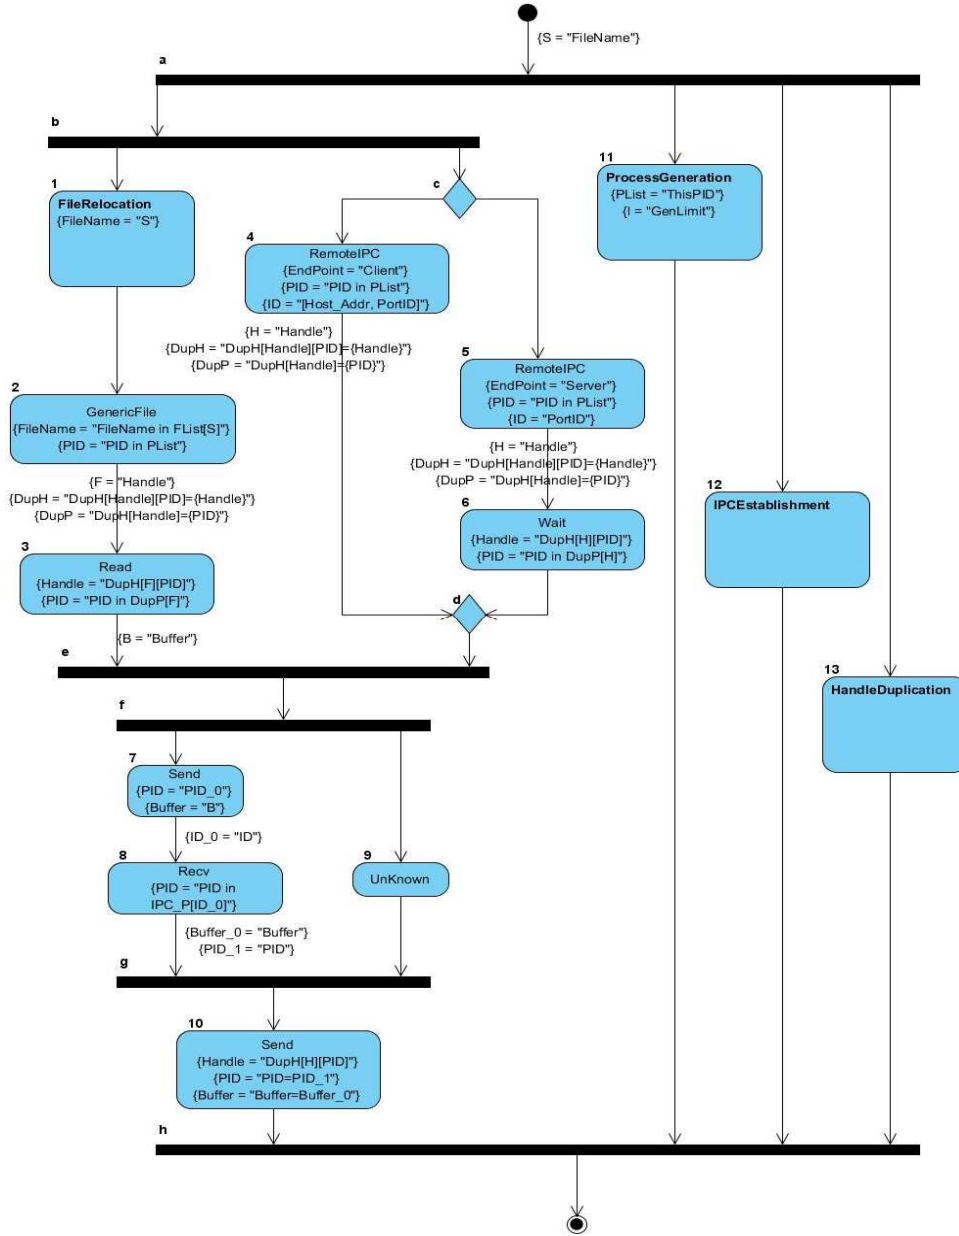 {S = "FileName"}
a
b
1
FileRelocation
{FileName = "S"}
c
11
ProcessGeneration
{PList = "ThisPID"}
{I = "GenLimit"}
4
RemoteIPC
{EndPoint = "Client"}
{PID = "PID in PList"}
{ID = "[Host_Addr, PortID]"}
{H = "Handle"}
{DupH = "DupH[Handle][PID]={Handle}"}
{DupP = "DupH[Handle]={PID}"}
5
RemoteIPC
{EndPoint = "Server"}
{PID = "PID in PList"}
{ID = "PortID"}
2
GenericFile
{FileName = "FileName in FList[S]"}
{PID = "PID in PList"}
{H = "Handle"}
{DupH = "DupH[Handle][PID]={Handle}"}
{DupP = "DupH[Handle]={PID}"}
{F = "Handle"}
{DupH = "DupH[Handle][PID]={Handle}"}
{DupP = "DupH[Handle]={PID}"}
12
IPCEstablishment
6
Wait
{Handle = "DupH[H][PID]"}
{PID = "PID in DupP[H]"}
3
Read
{Handle = "DupH[F][PID]"}
{PID = "PID in DupP[F]"}
d
{B = "Buffer"}
e
13
HandleDuplication
f
7
Send
{PID = "PID_0"}
{Buffer = "B"}
{ID_0 = "ID"}
8
Recv
{PID = "PID in
IPC_P[ID_0]"}
9
UnKnown
{Buffer_0 = "Buffer"}
{PID_1 = "PID"}
g
10
Send
{Handle = "DupH[H][PID]"}
{PID = "PID=PID_1"}
{Buffer = "Buffer=Buffer_0"}
h